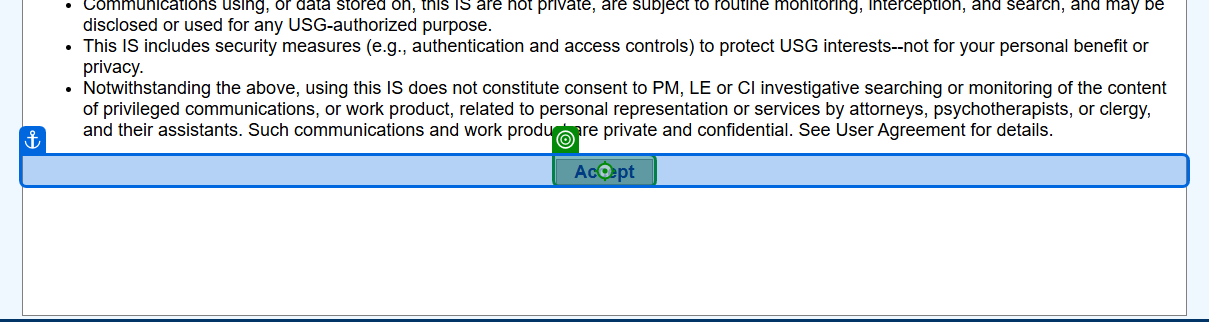 Communications using, or data stored on, this IS are not private, are subject to routine monitoring, interception, and search, and may be
disclosed or used for any USG-authorized purpose.
This IS includes security measures (e.g., authentication and access controls) to protect USG interests--not for your personal benefit or
privacy.
Notwithstanding the above, using this IS does not constitute consent to PM, LE or CI investigative searching or monitoring of the content
of privileged communications, or work product, related to personal representation or services by attorneys, psychotherapists, or clergy,
and their assistants. Such communications and work product are private and confidential. See User Agreement for details.
Accept